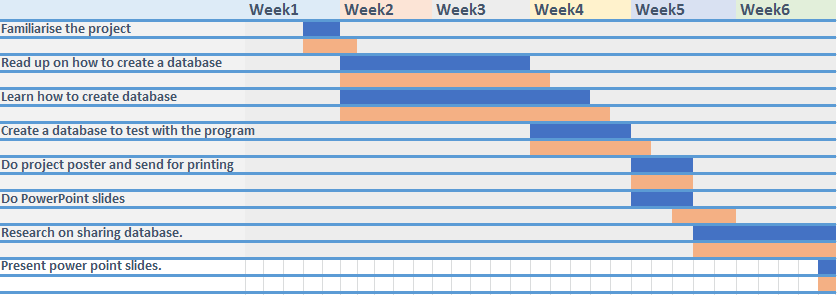 Week1 Week2 Week3 Week4 Week5 Week6
Familiarise the project
Read up on how to create a database
Learn how to create database
Create a database to test with the program
Do project poster and send for printing
Do PowerPoint slides
Research on sharing database.
Present power point slides.